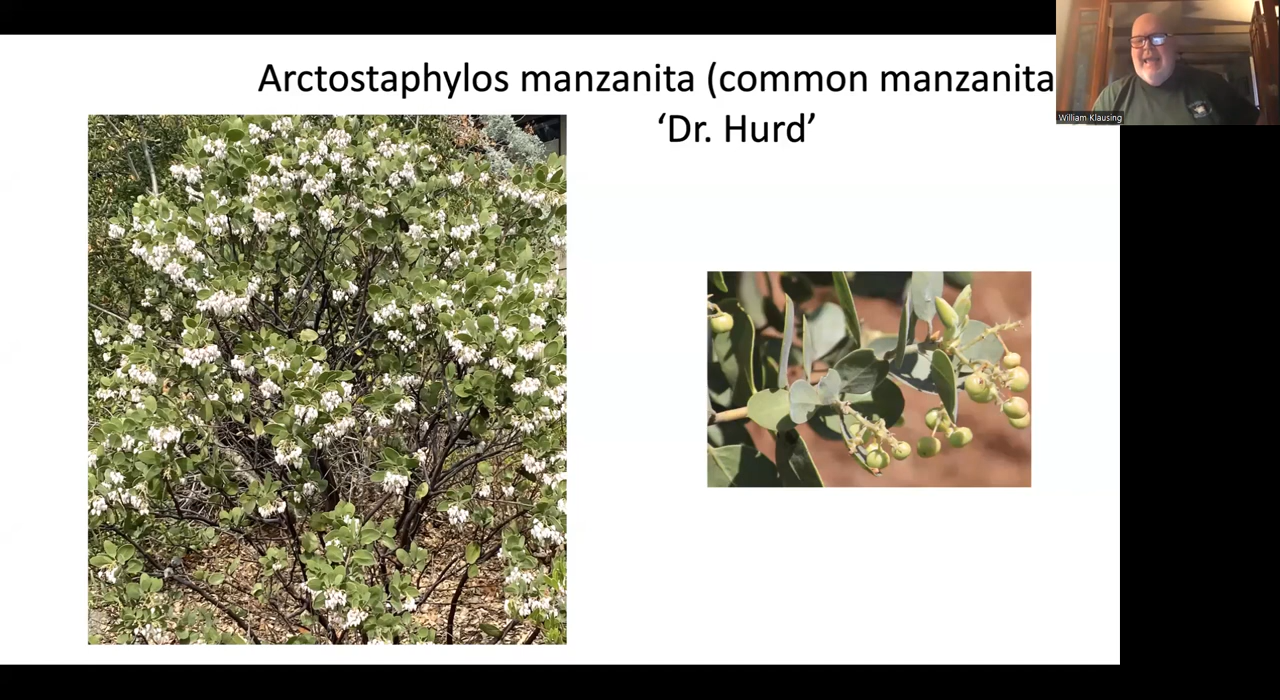 Arctostaphylos manzanita (common manzanita
‘Dr. Hurd’
William Klausing